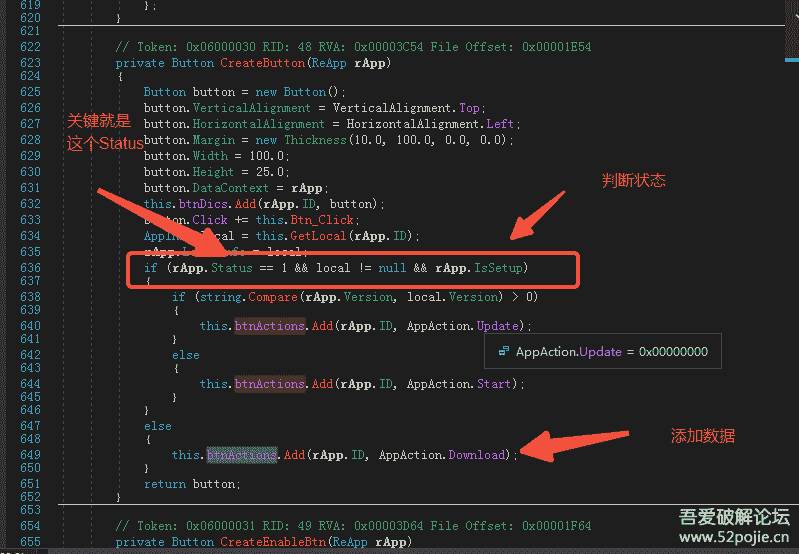 619 };
620 }
621
622 // Token: 0x06000030 RID: 48 RVA: 0x00003C54 File Offset: 0x00001E54
623 private Button CreateButton(ReApp rApp)
624 {
625 Button button = new Button();
626 button.VerticalAlignment = VerticalAlignment.Top;
627 button.HorizontalAlignment = HorizontalAlignment.Left;
628 button.Margin = new Thickness(10.0, 100.0, 0.0, 0.0);
629 button.Width = 100.0;
630 button.Height = 25.0;
631 button.DataContext = rApp;
632 this.btnDics.Add(rApp.ID, button);
633 button.Click += this.Btn_Click;
634 local = this.GetLocal(rApp.ID);
635 = local;
636 if (rApp.Status == 1 && local != null && rApp.IsSetup)
637 {
638 if (string.Compare(rApp.Version, local.Version) > 0)
639 {
640 this.btnActions.Add(rApp.ID, AppAction.Update);
641 }
642 else
643 {
644 this.btnActions.Add(rApp.ID, AppAction.Start);
645 }
646 }
647 else
648 {
649 this.btnActions.Add(rApp.ID, AppAction.Download);
650 }
651 return button;
652 }
653
654 // Token: 0x06000031 RID: 49 RVA: 0x00003D64 File Offset: 0x00001F64
655 private Button CreateEnableBtn(ReApp rApp)
关键就是
这个Status
判断状态
AppAction.Update = 0x00000000
添加数据
吾爱破解论坛
www.52pojie.cn